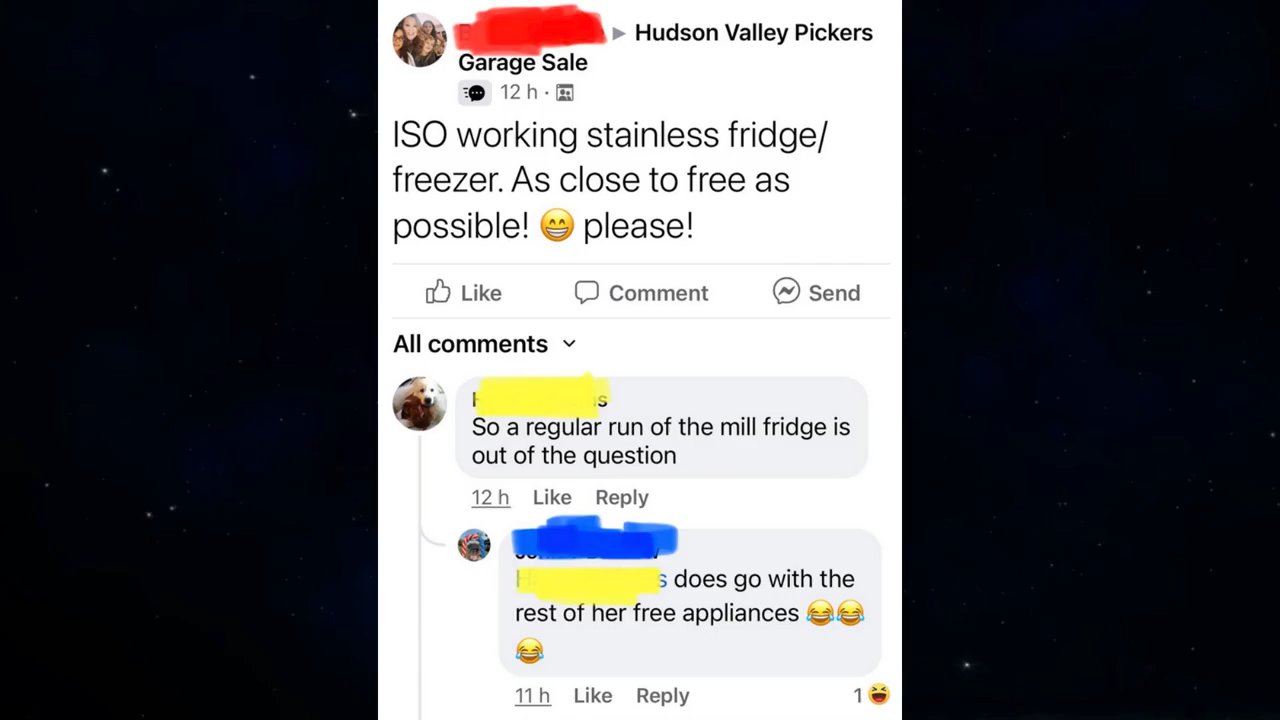 Hudson Valley Pickers
Garage Sale
12 h
ISO working stainless fridge/
freezer. As close to free as
possible! 😁 please!
Like Comment Send
All comments
So a regular run of the mill fridge is
out of the question
12 h Like Reply
does go with the
rest of her free appliances 😂😂
😂
11 h Like Reply 1